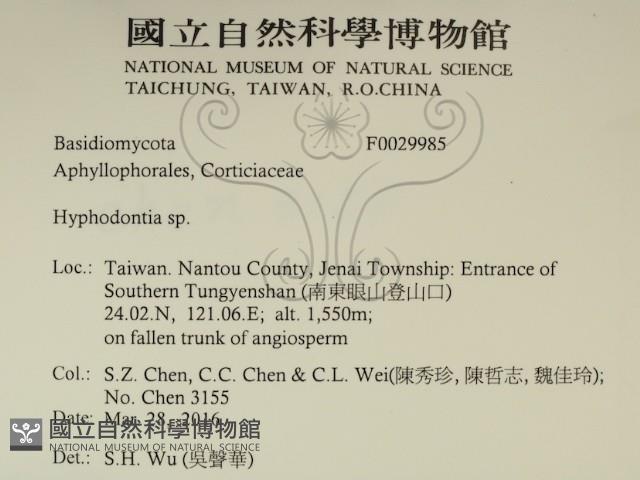 國立自然科學博物館
NATIONAL MUSEUM OF NATURAL SCIENCE
TAICHUNG, TAIWAN, R.O.CHINA
Basidiomycota F0029985
Aphyllophorales, Corticiaceae
Hyphodontia sp.
Loc.: Taiwan. Nantou County, Jenai Township: Entrance of
Southern Tungyenshan (南東眼山登山口)
24.02.N, 121.06.E; alt. 1,550m;
on fallen trunk of angiosperm
Col.: S.Z. Chen, C.C. Chen & C.L. Wei(陳秀珍, 陳哲志, 魏佳玲);
No. Chen 3155
Date: Mar. 28, 2016
國立自然科學博物館
NATIONAL MUSEUM OF NATURAL SCIENCE
Det.: S.H. Wu (吳聲華)